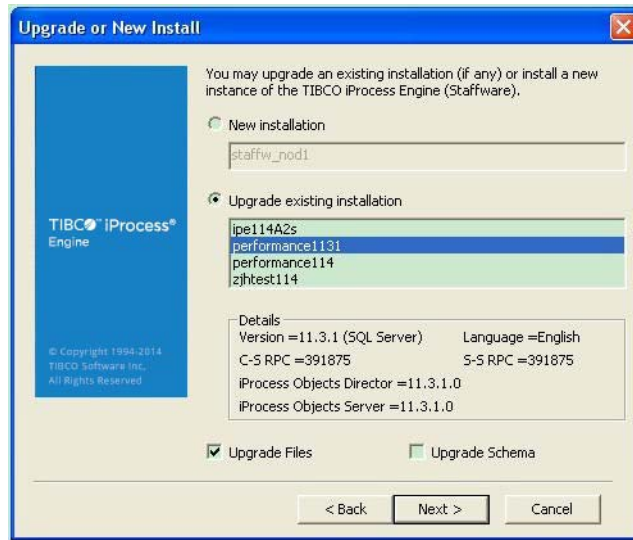 Upgrade or New Install
You may upgrade an existing installation (if any) or install a new
instance of the TIBCO iProcess Engine (Staffware).
New installation
staffw_nod1
Upgrade existing installation
ipe114A2s
performance1131
performance114
zjhtest114
TIBCO™ iProcess®
Engine
Details
Version =11.3.1 (SQL Server) Language =English
C-S RPC =391875 S-S RPC =391875
iProcess Objects Director =11.3.1.0
iProcess Objects Server =11.3.1.0
© Copyright 1994-2014
TIBCO Software Inc.
All Rights Reserved
Upgrade Files Upgrade Schema
< Back Next > Cancel